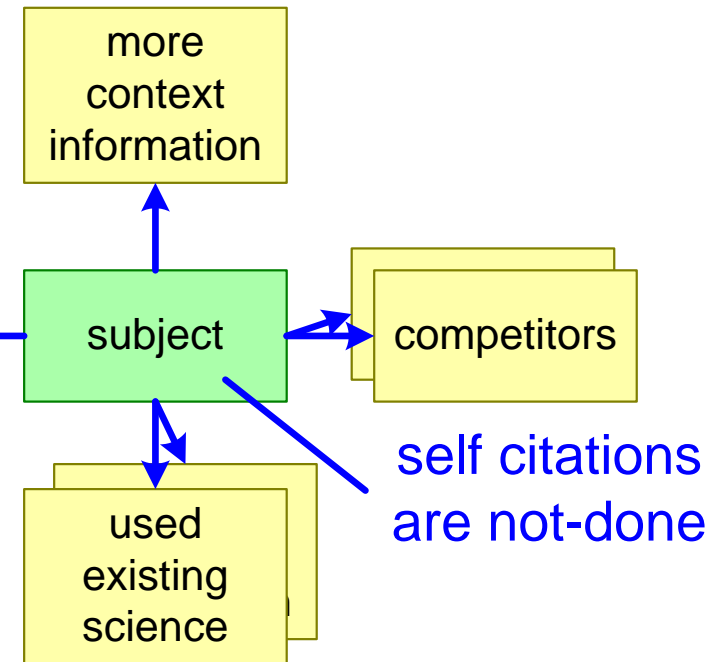 more
context
information
subject
competitors
self citations
are not-done
used
existing
science